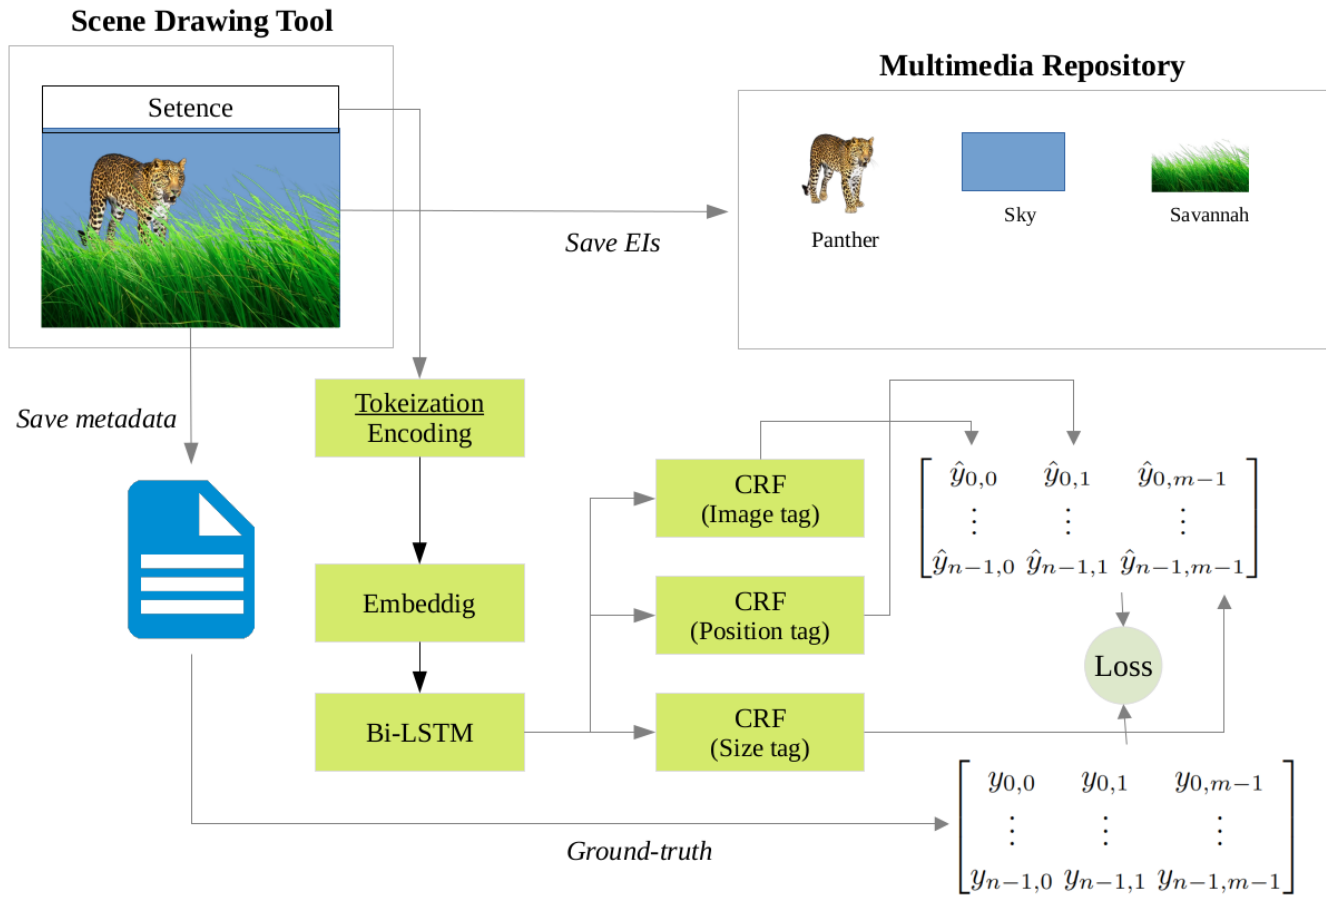 Scene Drawing Tool
Multimedia Repository
Setence
Panther
Sky
Savannah
Save EIs
Save metadata
Tokeization
Encoding
Embeddig
Bi-LSTM
CRF
(Image tag)
CRF
(Position tag)
CRF
(Size tag)
ŷ0,0 ŷ0,1 ŷ0,m−1
⋮ ⋮ ⋮
ŷn−1,0 ŷn−1,1 ŷn−1,m−1
Loss
y0,0 y0,1 y0,m−1
⋮ ⋮ ⋮
yn−1,0 yn−1,1 yn−1,m−1
Ground-truth